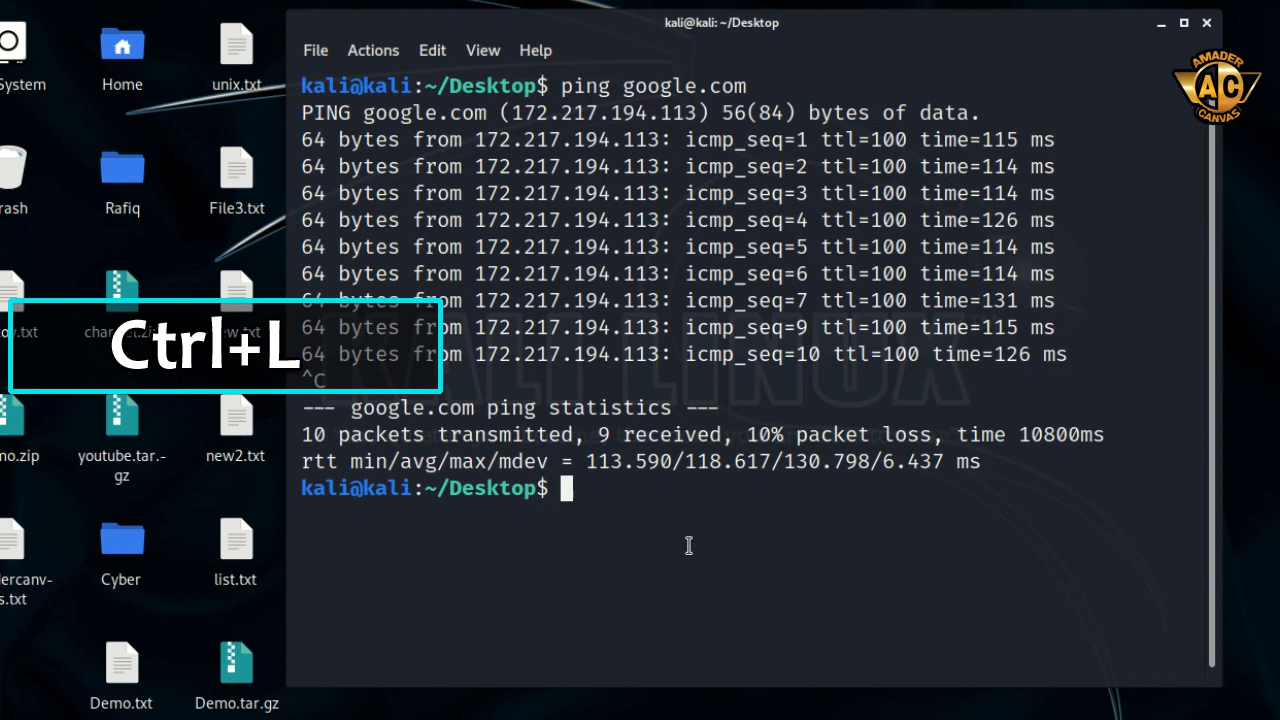 kali@kali: ~/Desktop
File Actions Edit View Help
kali@kali:~/Desktop$ ping google.com
PING google.com (172.217.194.113) 56(84) bytes of data.
64 bytes from 172.217.194.113: icmp_seq=1 ttl=100 time=115 ms
64 bytes from 172.217.194.113: icmp_seq=2 ttl=100 time=114 ms
64 bytes from 172.217.194.113: icmp_seq=3 ttl=100 time=114 ms
64 bytes from 172.217.194.113: icmp_seq=4 ttl=100 time=126 ms
64 bytes from 172.217.194.113: icmp_seq=5 ttl=100 time=114 ms
64 bytes from 172.217.194.113: icmp_seq=6 ttl=100 time=114 ms
64 bytes from 172.217.194.113: icmp_seq=7 ttl=100 time=131 ms
64 bytes from 172.217.194.113: icmp_seq=9 ttl=100 time=115 ms
64 bytes from 172.217.194.113: icmp_seq=10 ttl=100 time=126 ms
^C
--- google.com ping statistics ---
10 packets transmitted, 9 received, 10% packet loss, time 10800ms
rtt min/avg/max/mdev = 113.590/118.617/130.798/6.437 ms
kali@kali:~/Desktop$
Ctrl+L
System
Home
unix.txt
rash
Rafiq
File3.txt
youtube.tar.-
gz
new2.txt
mo.zip
dercanv-
s.txt
Cyber
list.txt
Demo.txt
Demo.tar.gz
KALI LINUX
AMADER
AC
CANVAS